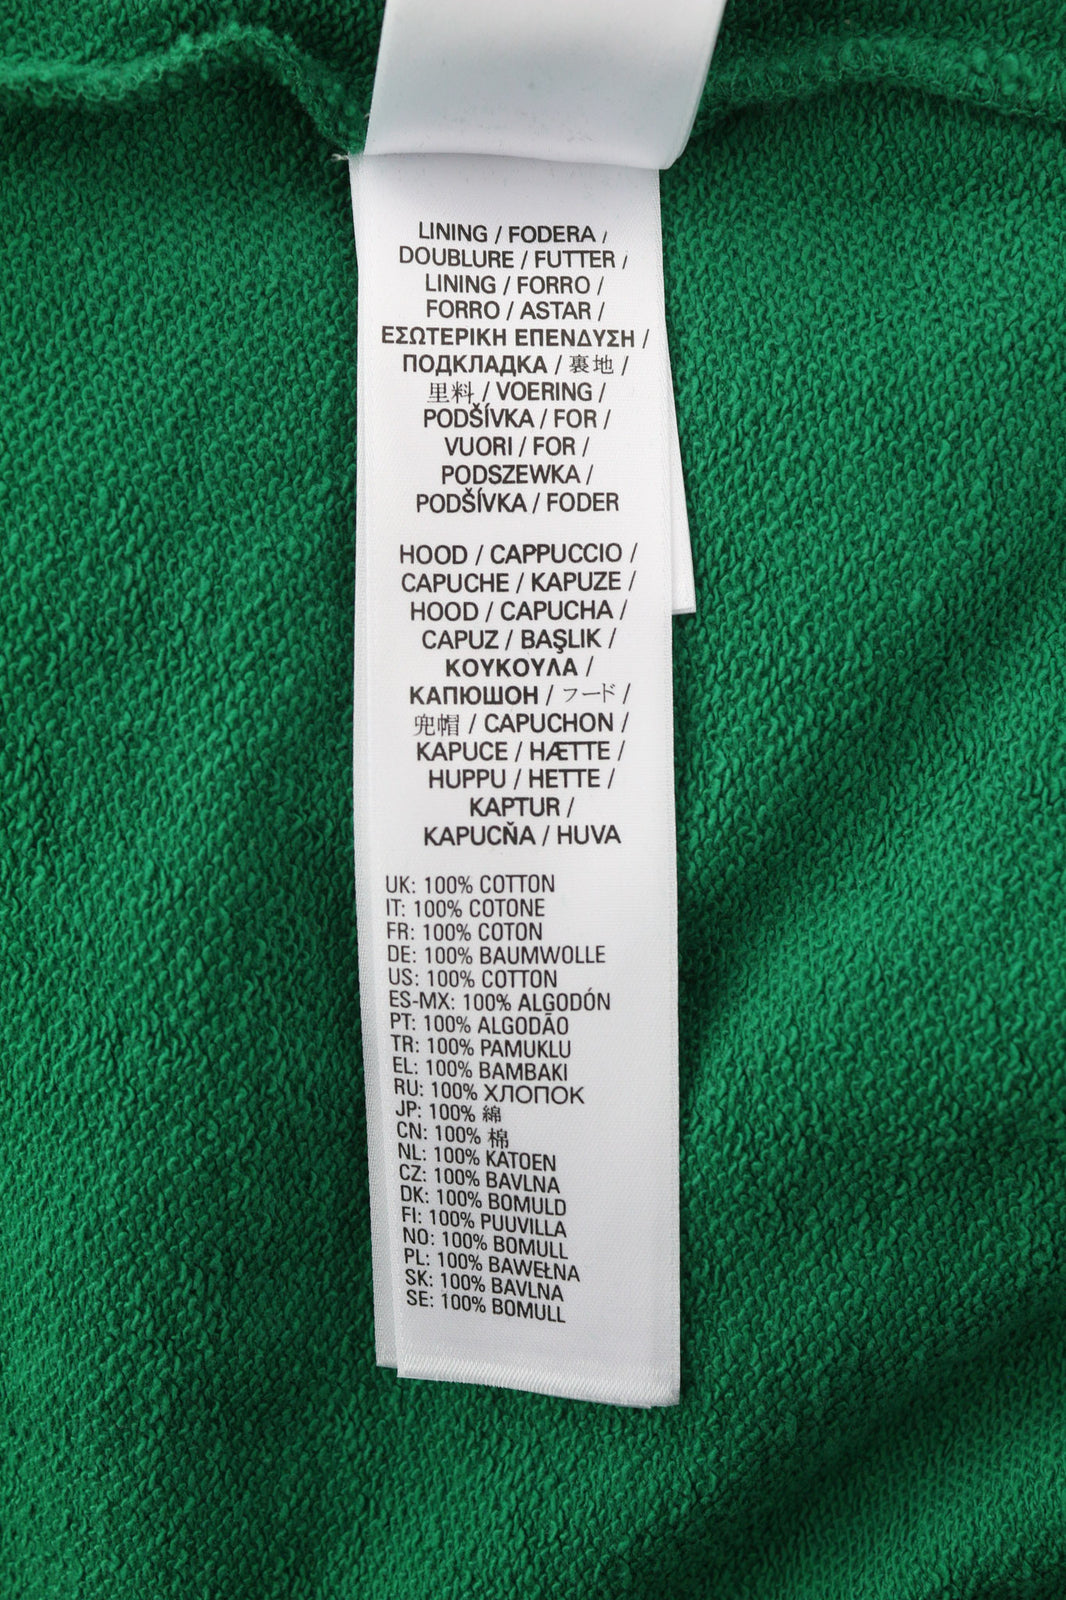 LINING / FODERA /
DOUBLURE / FUTTER /
LINING / FORRO /
FORRO / ASTAR /
ΕΣΩΤΕΡΙΚΗ ΕΠΕΝΔΥΣΗ /
ПОДКЛАДКА / 裏地 /
里料 / VOERING /
PODŠÍVKA / FOR /
VUORI / FOR /
PODSZEWKA /
PODŠÍVKA / FODER
HOOD / CAPPUCCIO /
CAPUCHE / KAPUZE /
HOOD / CAPUCHA /
CAPUZ / BAŞLIK /
ΚΟΥΚΟΥΛΑ /
КАПЮШОН / フード /
兜帽 / CAPUCHON /
KAPUCE / HÆTTE /
HUPPU / HETTE /
KAPTUR /
KAPUCŇA / HUVA
UK: 100% COTTON
IT: 100% COTONE
FR: 100% COTON
DE: 100% BAUMWOLLE
US: 100% COTTON
ES-MX: 100% ALGODÓN
PT: 100% ALGODÃO
TR: 100% PAMUKLU
EL: 100% ΒΑΜΒΑΚΙ
RU: 100% ХЛОПОК
JP: 100% 綿
CN: 100% 棉
NL: 100% KATOEN
CZ: 100% BAVLNA
DK: 100% BOMULD
FI: 100% PUUVILLA
NO: 100% BOMULL
PL: 100% BAWEŁNA
SK: 100% BAVLNA
SE: 100% BOMULL